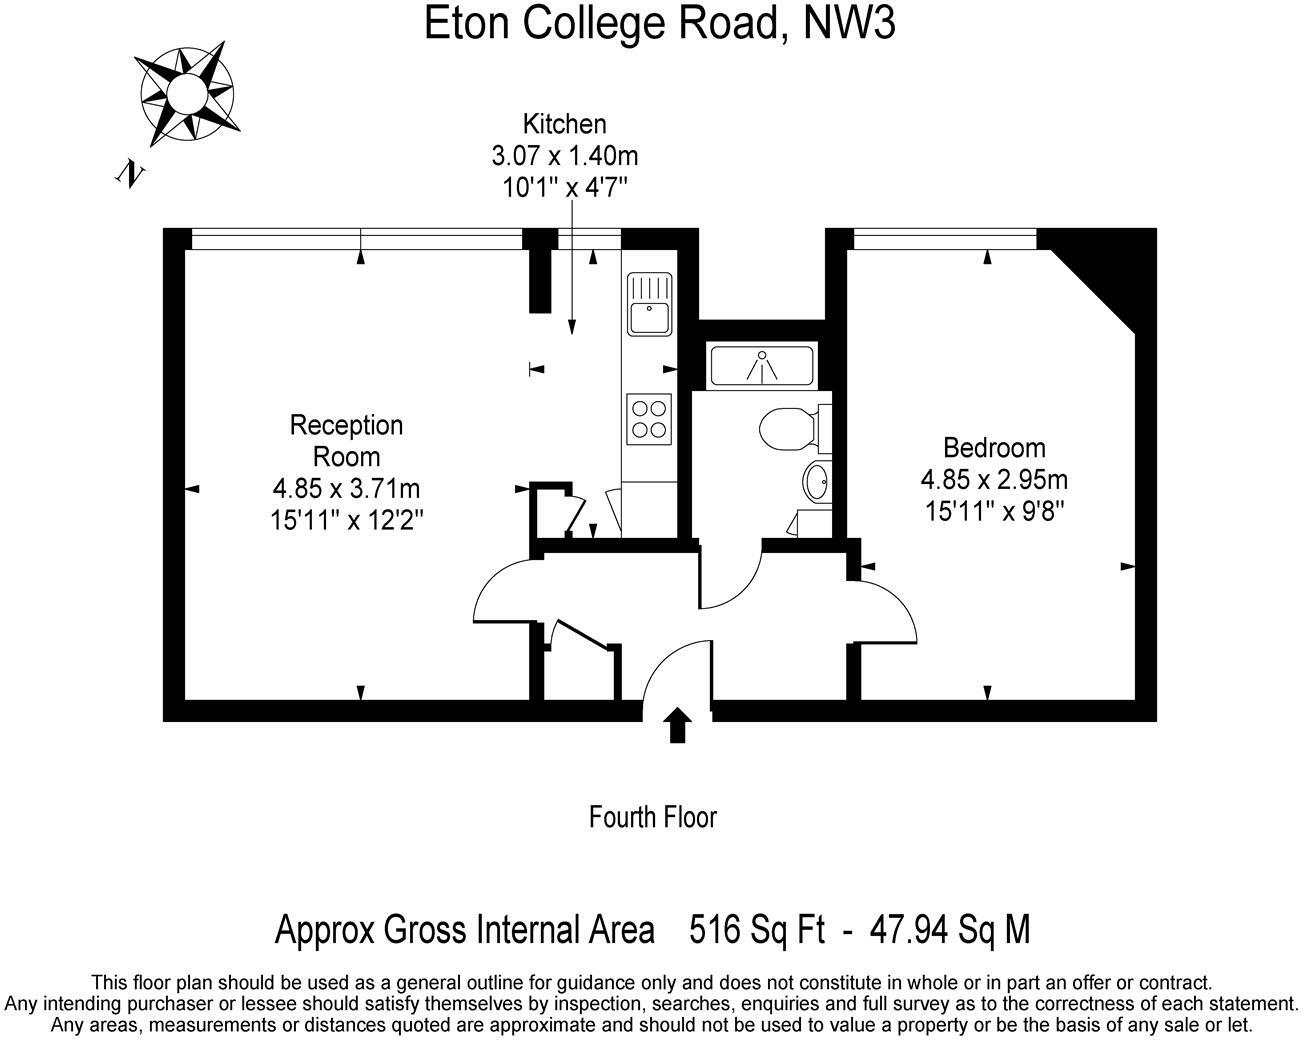 Eton College Road, NW3
N
Kitchen
3.07 x 1.40m
10'1" x 4'7"
Reception
Room
4.85 x 3.71m
15'11" x 12'2"
Bedroom
4.85 x 2.95m
15'11" x 9'8"
Fourth Floor
Approx Gross Internal Area 516 Sq Ft - 47.94 Sq M
This floor plan should be used as a general outline for guidance only and does not constitute in whole or in part an offer or contract.
Any intending purchaser or lessee should satisfy themselves by inspection, searches, enquiries and full survey as to the correctness of each statement.
Any areas, measurements or distances quoted are approximate and should not be used to value a property or be the basis of any sale or let.